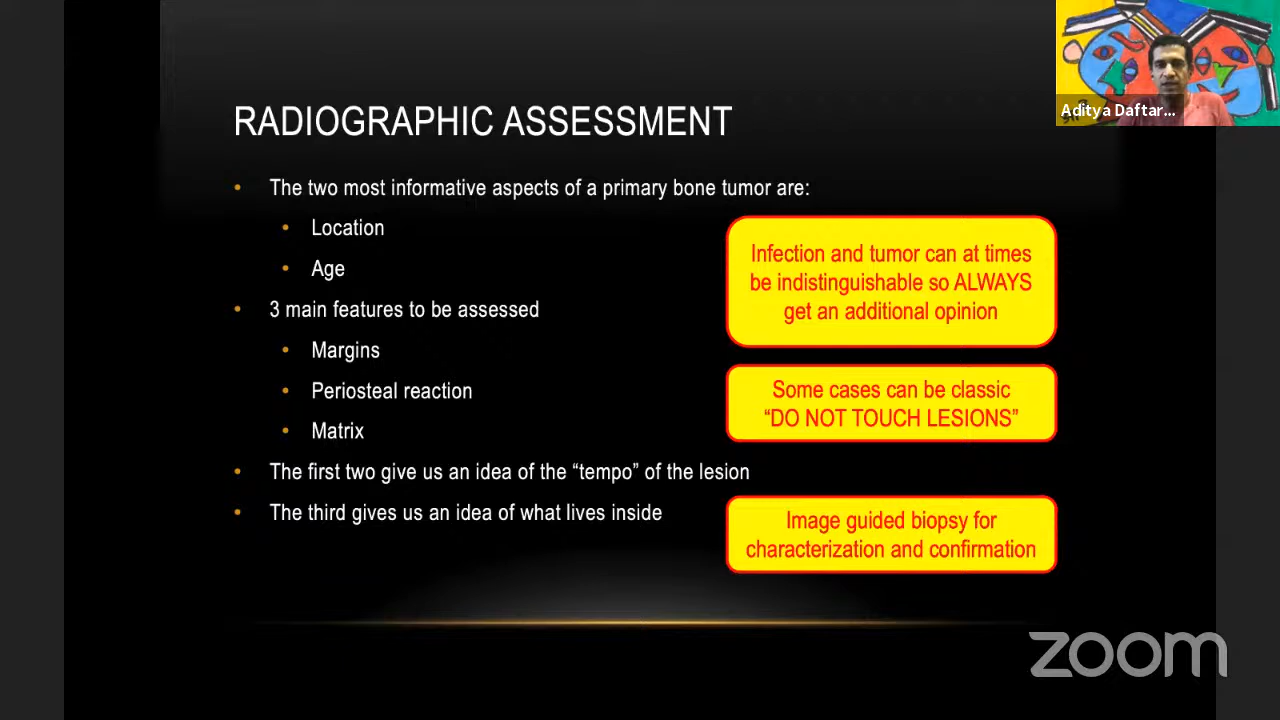 RADIOGRAPHIC ASSESSMENT
• The two most informative aspects of a primary bone tumor are:
• Location
• Age
• 3 main features to be assessed
• Margins
• Periosteal reaction
• Matrix
• The first two give us an idea of the “tempo” of the lesion
• The third gives us an idea of what lives inside
Infection and tumor can at times
be indistinguishable so ALWAYS
get an additional opinion
Some cases can be classic
“DO NOT TOUCH LESIONS”
Image guided biopsy for
characterization and confirmation
Aditya Daftar...
zoom